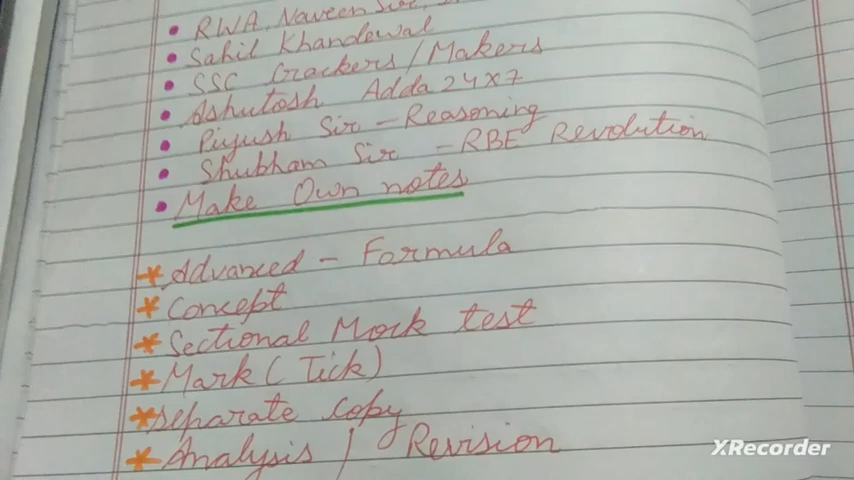 RWA, Naveen Sir,
Sahil Khandewal
SSC Crackers/Makers
Ashutosh Adda 24x7
Piyush Sir - Reasoning
Shubham Sir - RBE Revolution
Make Own notes
Advanced - Formula
Concept
Sectional Mock test
Mark (Tick)
separate copy
Analysis / Revision
XRecorder